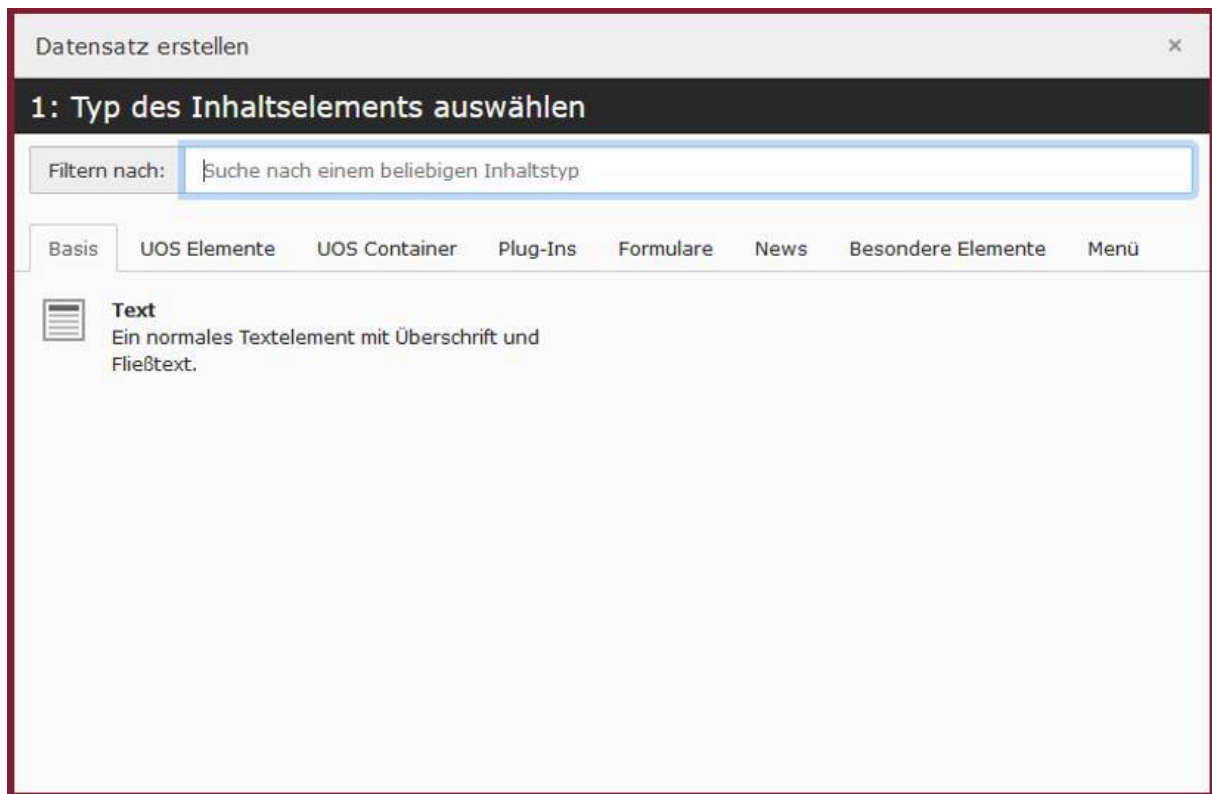 Datensatz erstellen ×
1: Typ des Inhaltselements auswählen
Filtern nach: Suche nach einem beliebigen Inhaltstyp
Basis UOS Elemente UOS Container Plug-Ins Formulare News Besondere Elemente Menü
Text
Ein normales Textelement mit Überschrift und
Fließtext.